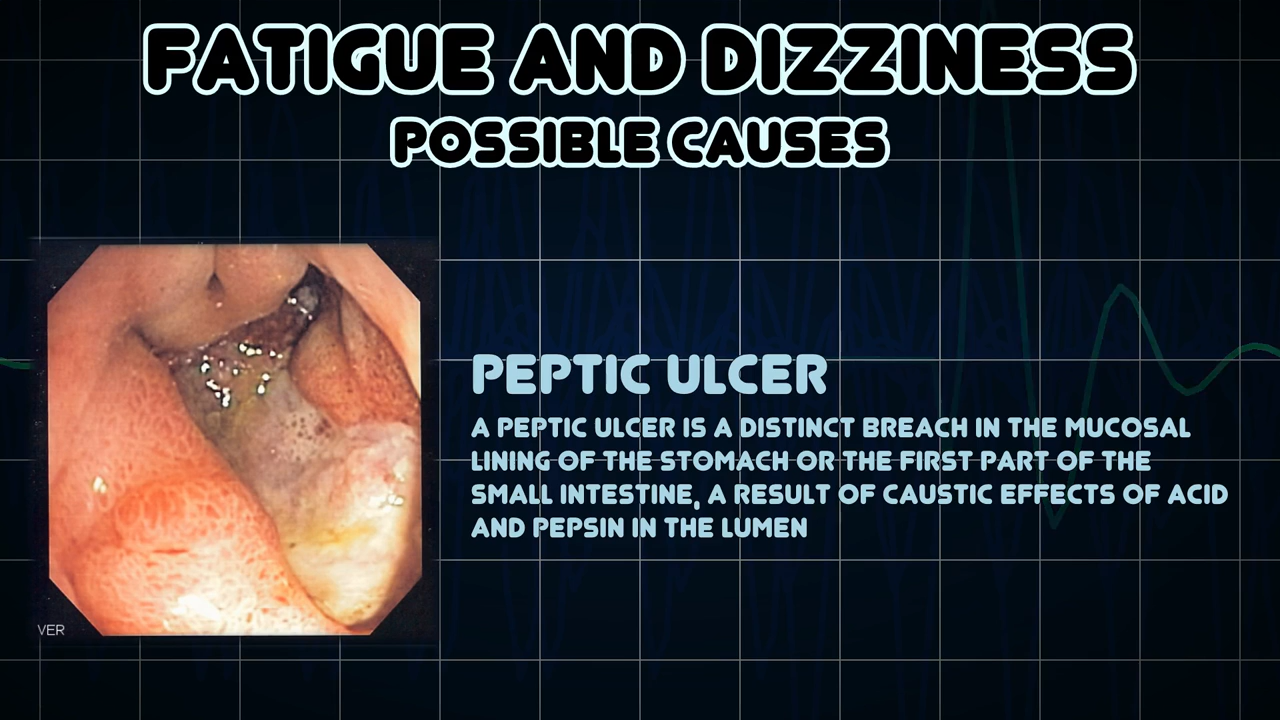 FATIGUE AND DIZZINESS
POSSIBLE CAUSES
PEPTIC ULCER
A PEPTIC ULCER IS A DISTINCT BREACH IN THE MUCOSAL
LINING OF THE STOMACH OR THE FIRST PART OF THE
SMALL INTESTINE, A RESULT OF CAUSTIC EFFECTS OF ACID
AND PEPSIN IN THE LUMEN
VER